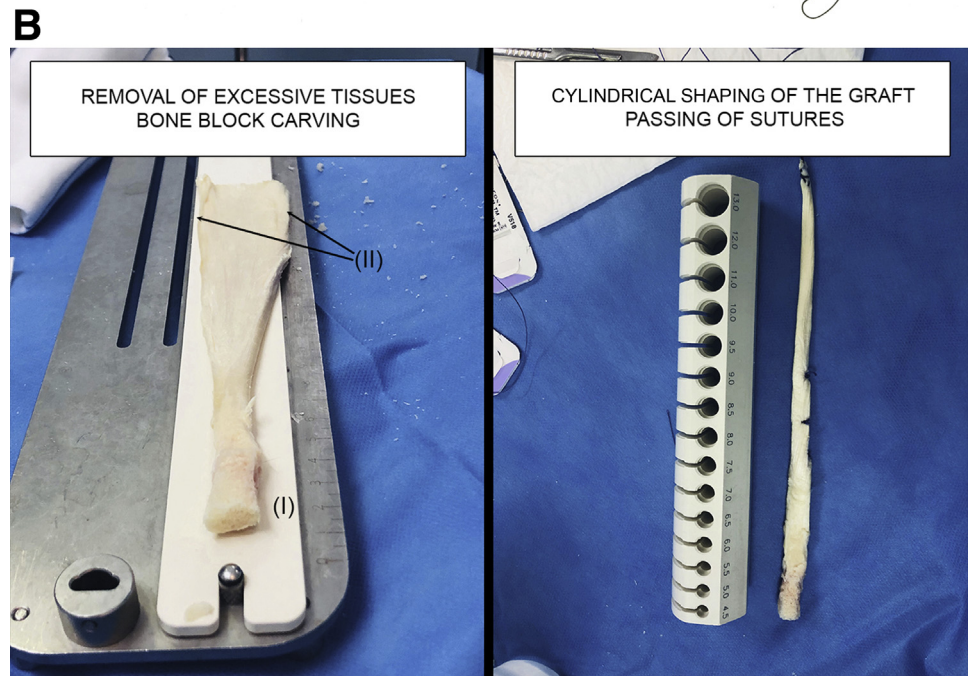 B
REMOVAL OF EXCESSIVE TISSUES
BONE BLOCK CARVING
(II)
(I)
CYLINDRICAL SHAPING OF THE GRAFT
PASSING OF SUTURES
V518
13.0
12.0
11.0
10.0
9.5
9.0
8.5
8.0
7.5
7.0
6.5
6.0
5.5
5.0
4.5